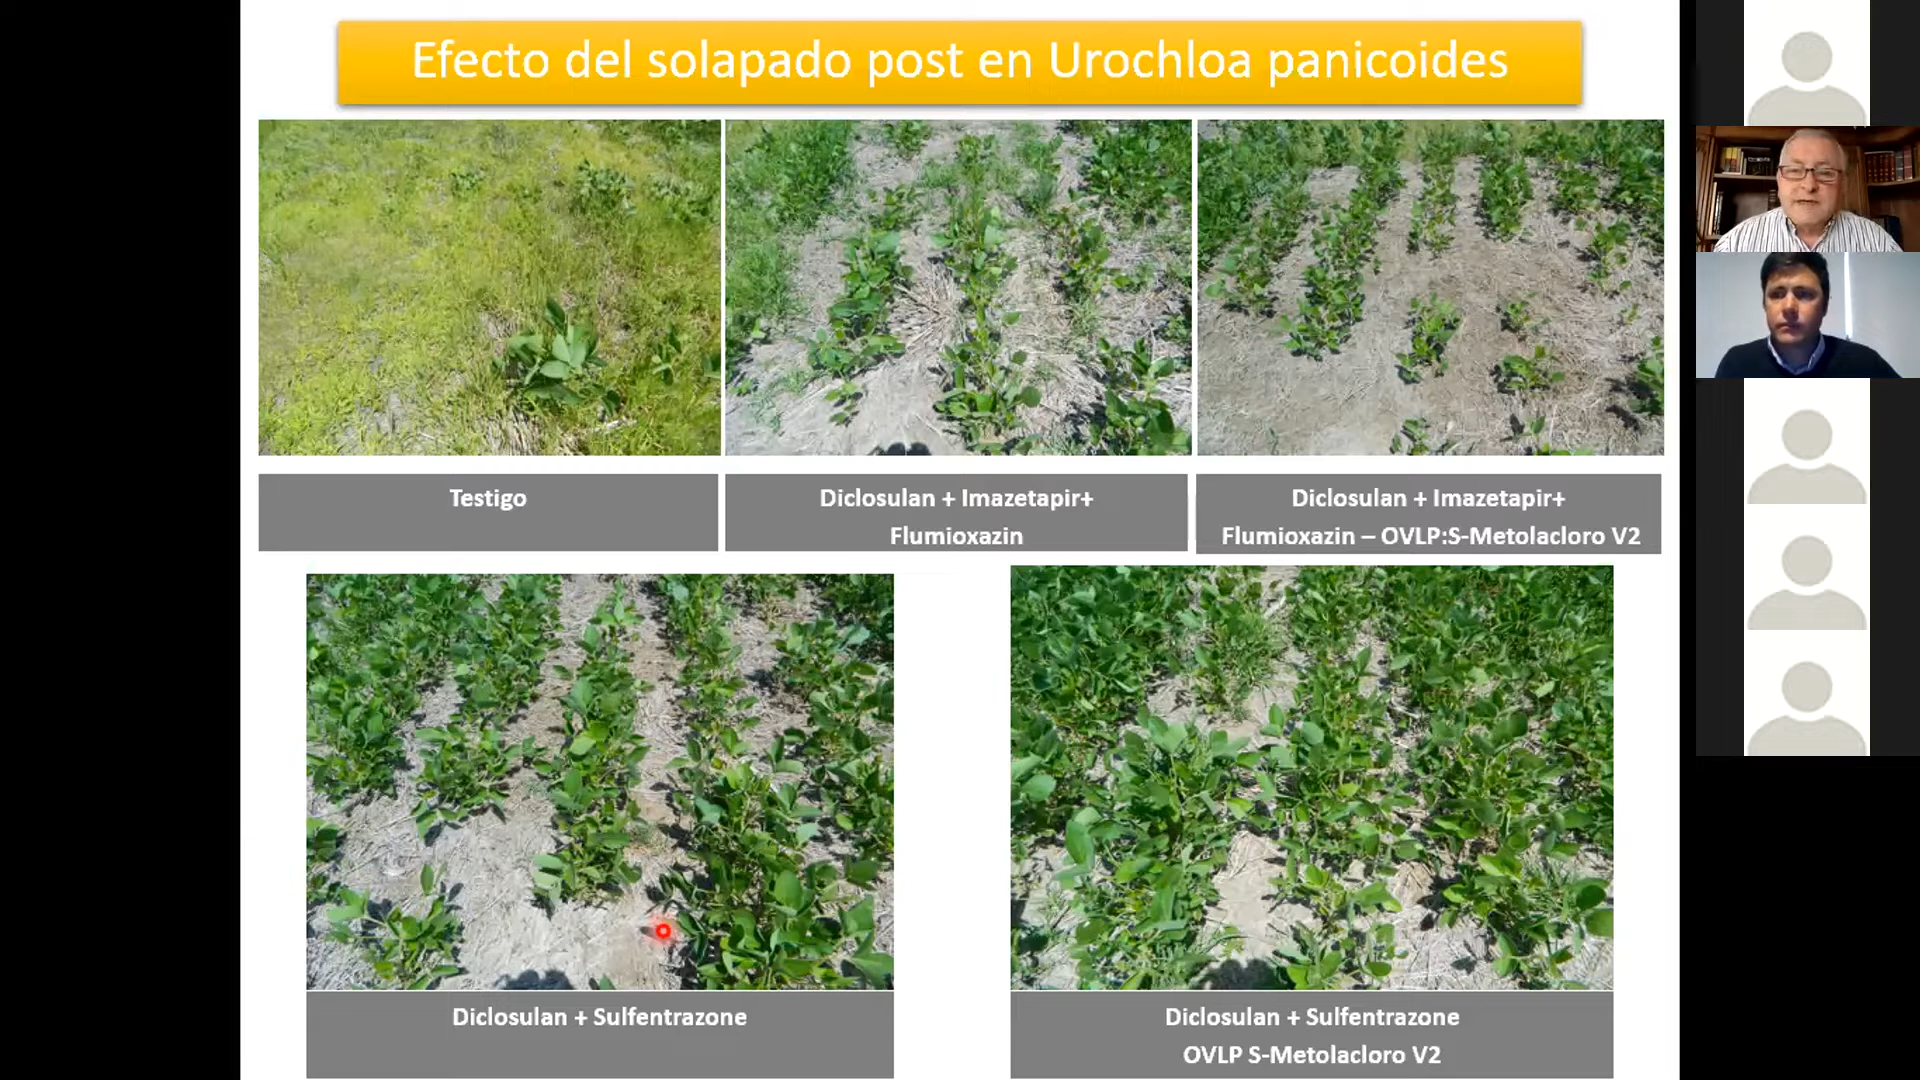 Efecto del solapado post en Urochloa panicoides
Testigo
Diclosulan + Imazetapir+
Flumioxazin
Diclosulan + Imazetapir+
Flumioxazin – OVLP:S-Metolacloro V2
Diclosulan + Sulfentrazone
Diclosulan + Sulfentrazone
OVLP S-Metolacloro V2